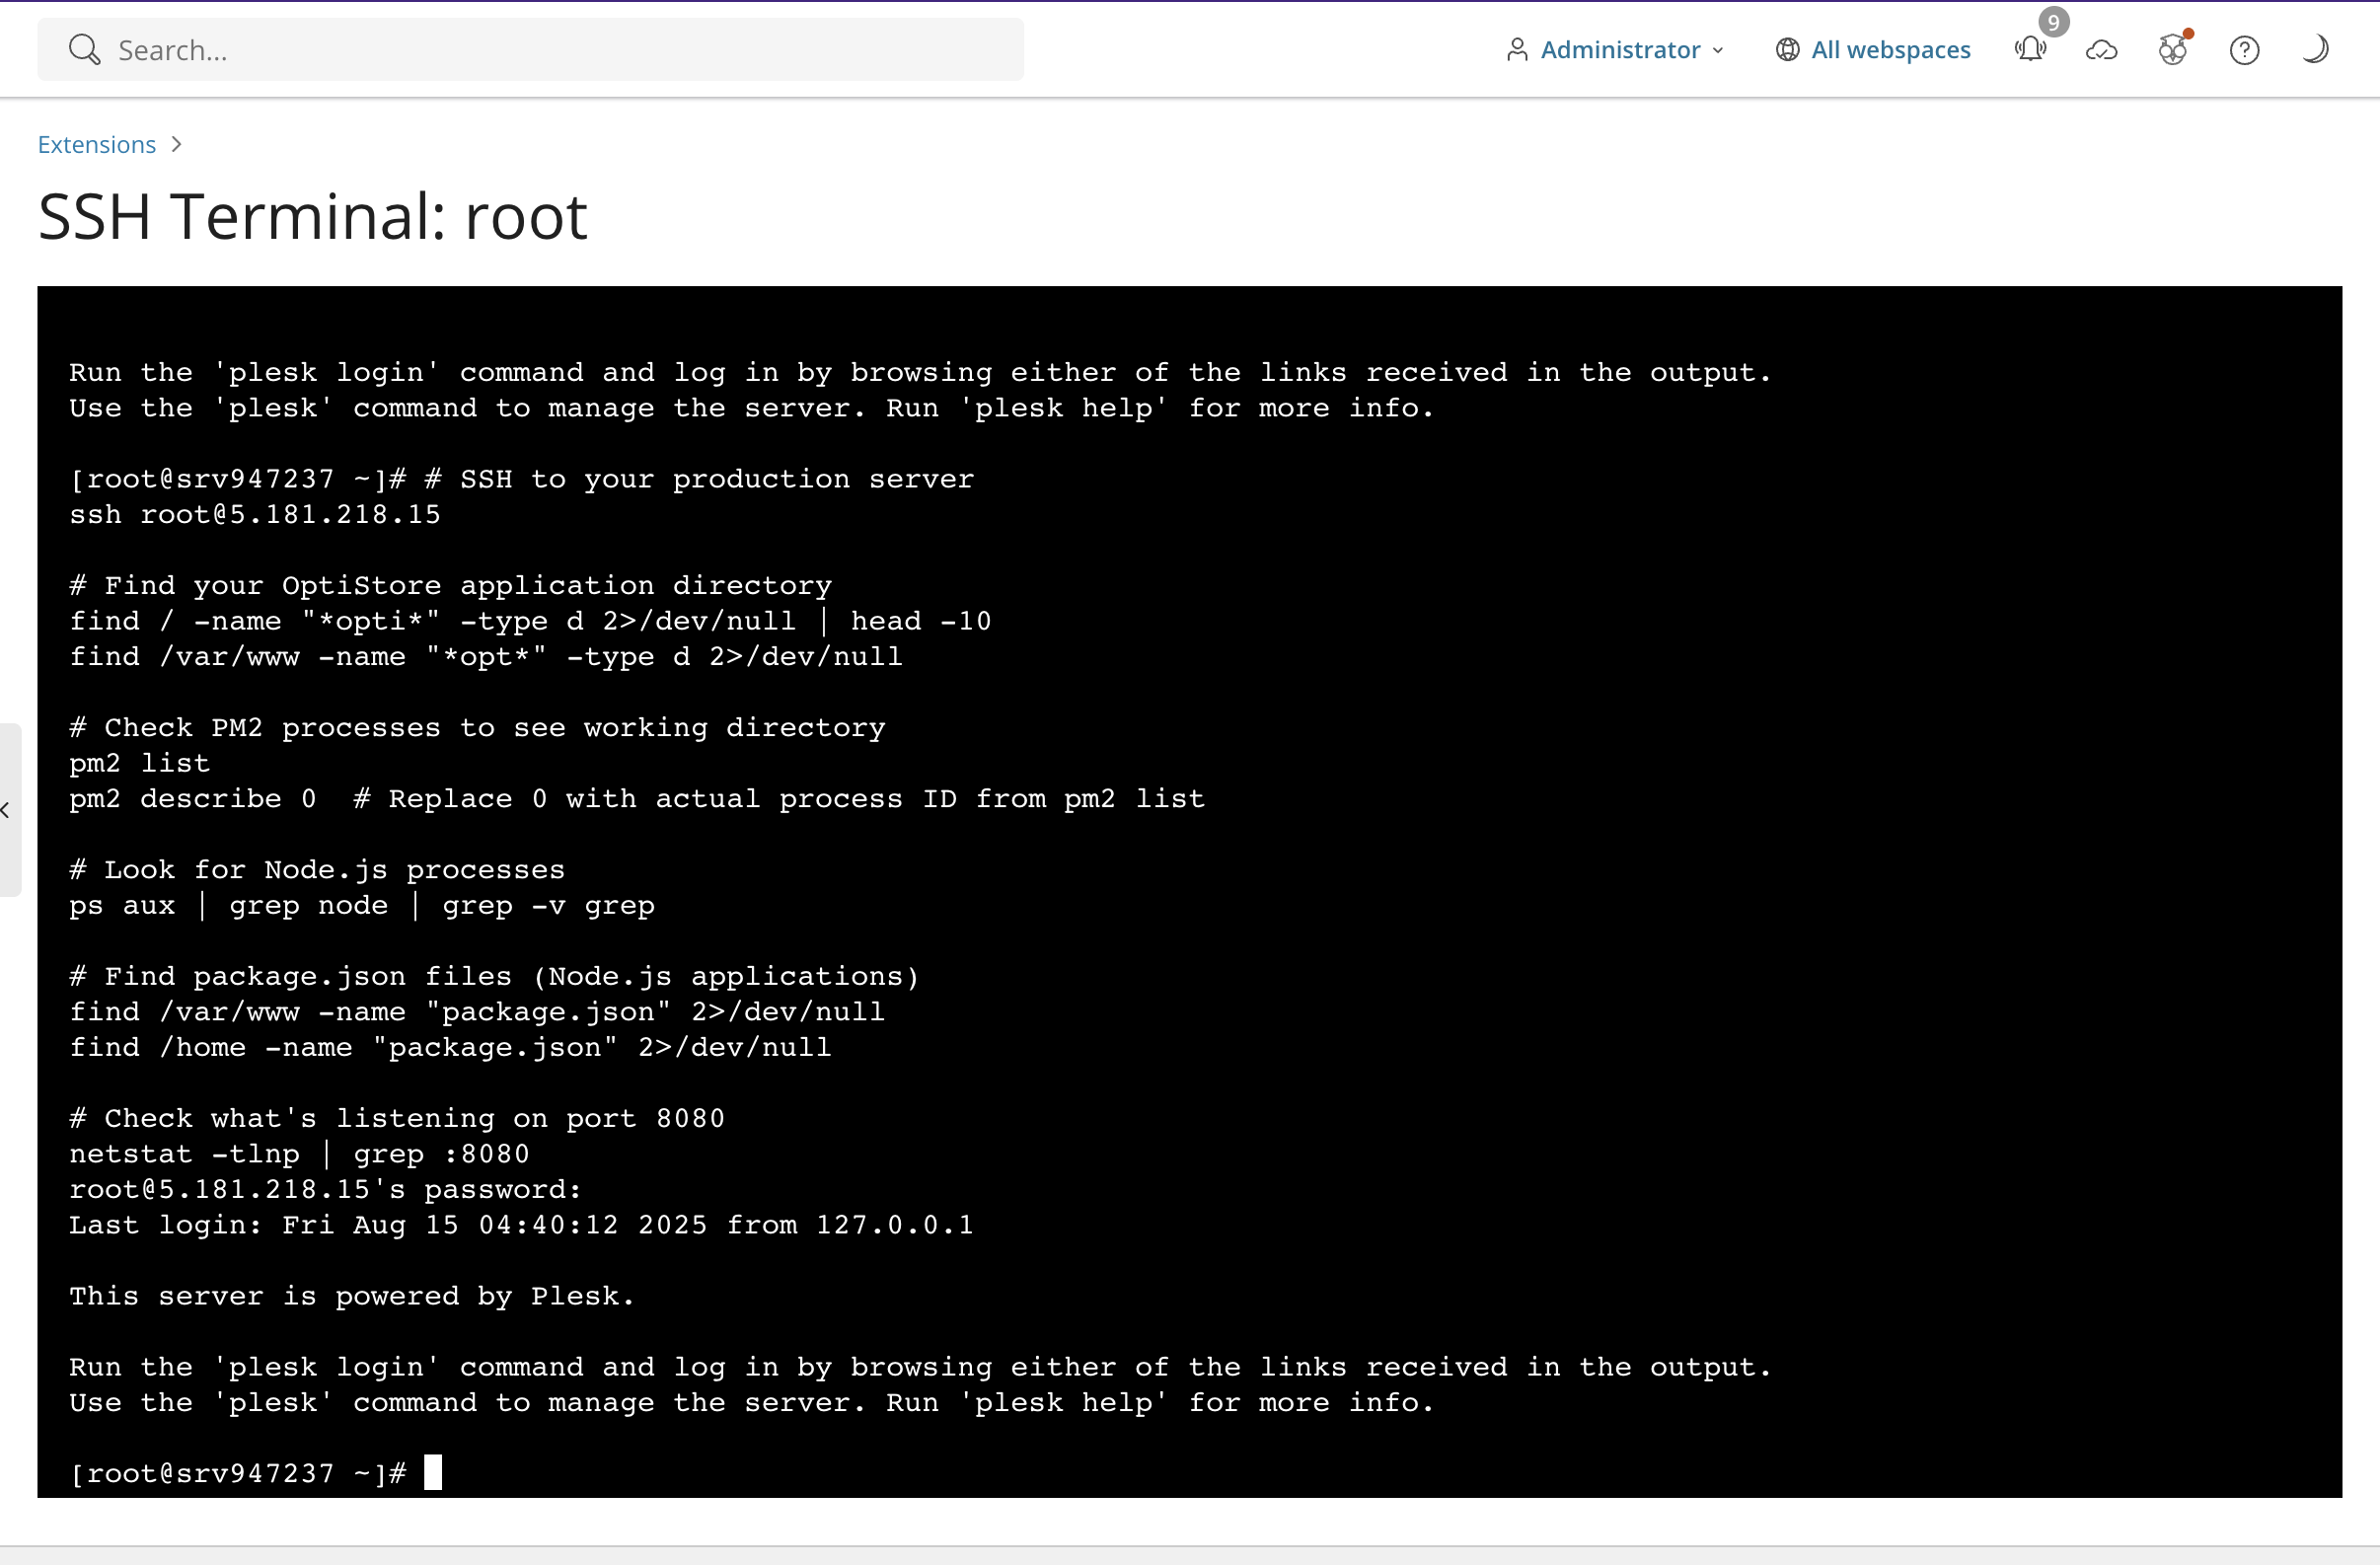 Search...
Administrator
All webspaces
9
Extensions
SSH Terminal: root
Run the 'plesk login' command and log in by browsing either of the links received in the output.
Use the 'plesk' command to manage the server. Run 'plesk help' for more info.
[root@srv947237 ~]# # SSH to your production server
ssh root@5.181.218.15
# Find your OptiStore application directory
find / -name "*opti*" -type d 2>/dev/null | head -10
find /var/www -name "*opt*" -type d 2>/dev/null
# Check PM2 processes to see working directory
pm2 list
pm2 describe 0  # Replace 0 with actual process ID from pm2 list
# Look for Node.js processes
ps aux | grep node | grep -v grep
# Find package.json files (Node.js applications)
find /var/www -name "package.json" 2>/dev/null
find /home -name "package.json" 2>/dev/null
# Check what's listening on port 8080
netstat -tlnp | grep :8080
root@5.181.218.15's password:
Last login: Fri Aug 15 04:40:12 2025 from 127.0.0.1
This server is powered by Plesk.
Run the 'plesk login' command and log in by browsing either of the links received in the output.
Use the 'plesk' command to manage the server. Run 'plesk help' for more info.
[root@srv947237 ~]#